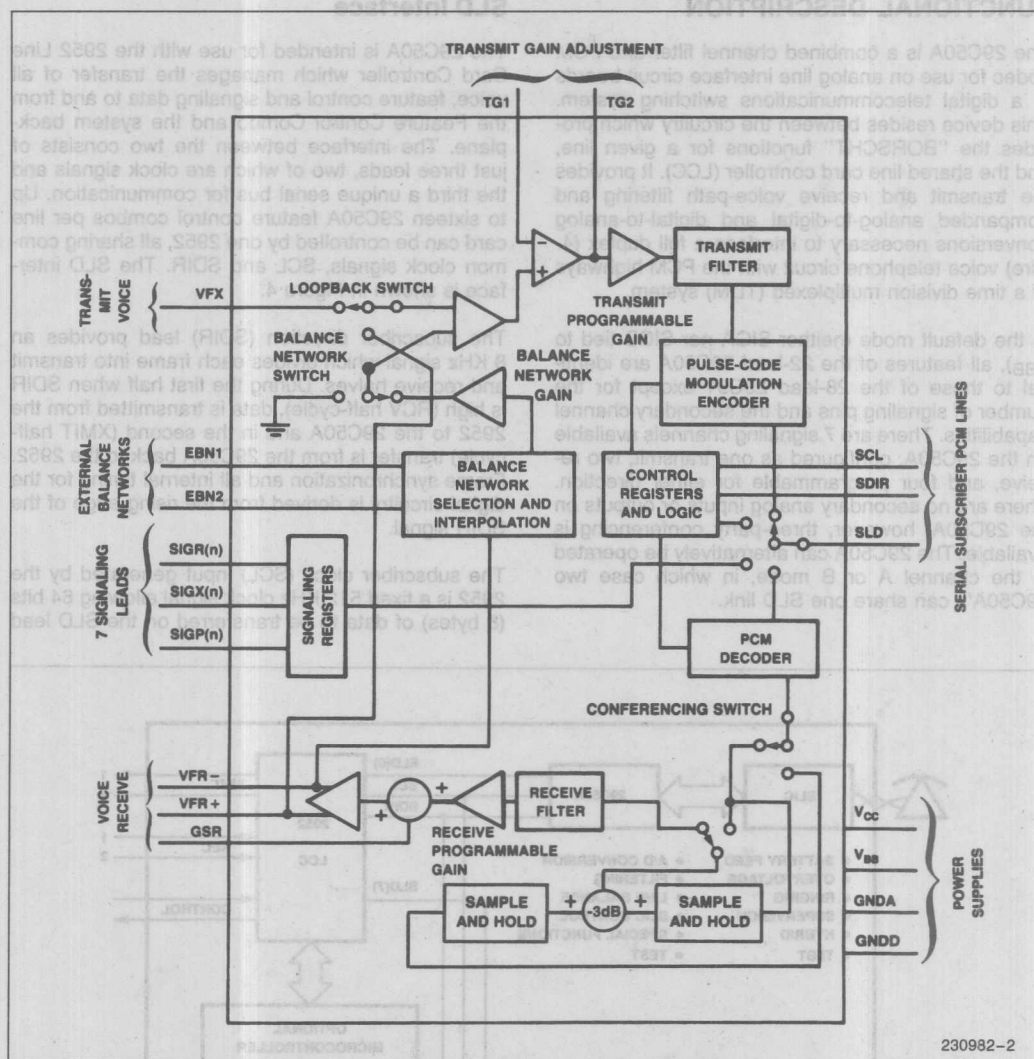 TRANSMIT GAIN ADJUSTMENT
TG1
TG2
TRANS-
MIT
VOICE
VFX
LOOPBACK SWITCH
TRANSMIT
FILTER
TRANSMIT
PROGRAMMABLE
GAIN
BALANCE
NETWORK
BALANCE
NETWORK
GAIN
PULSE-CODE
MODULATION
ENCODER
EXTERNAL
BALANCE
NETWORKS
EBN1
EBN2
BALANCE
NETWORK
SELECTION AND
INTERPOLATION
REGISTERS
AND LOGIC
SCL
SDIR
SLD
SERIAL SUBSCRIBER PCM LINES
7 SIGNALING
LEADS
SIGR(n)
SIGX(n)
SIGP(n)
SIGNALING
REGISTERS
PCM
DECODER
CONFERENCING SWITCH
VOICE
RECEIVE
VFR −
VFR +
GSR
RECEIVE
PROGRAMMABLE
GAIN
RECEIVE
FILTER
SAMPLE
AND HOLD
-3dB
SAMPLE
AND HOLD
VCC
VBB
GNDA
GNDD
POWER
SUPPLIES
230982–2